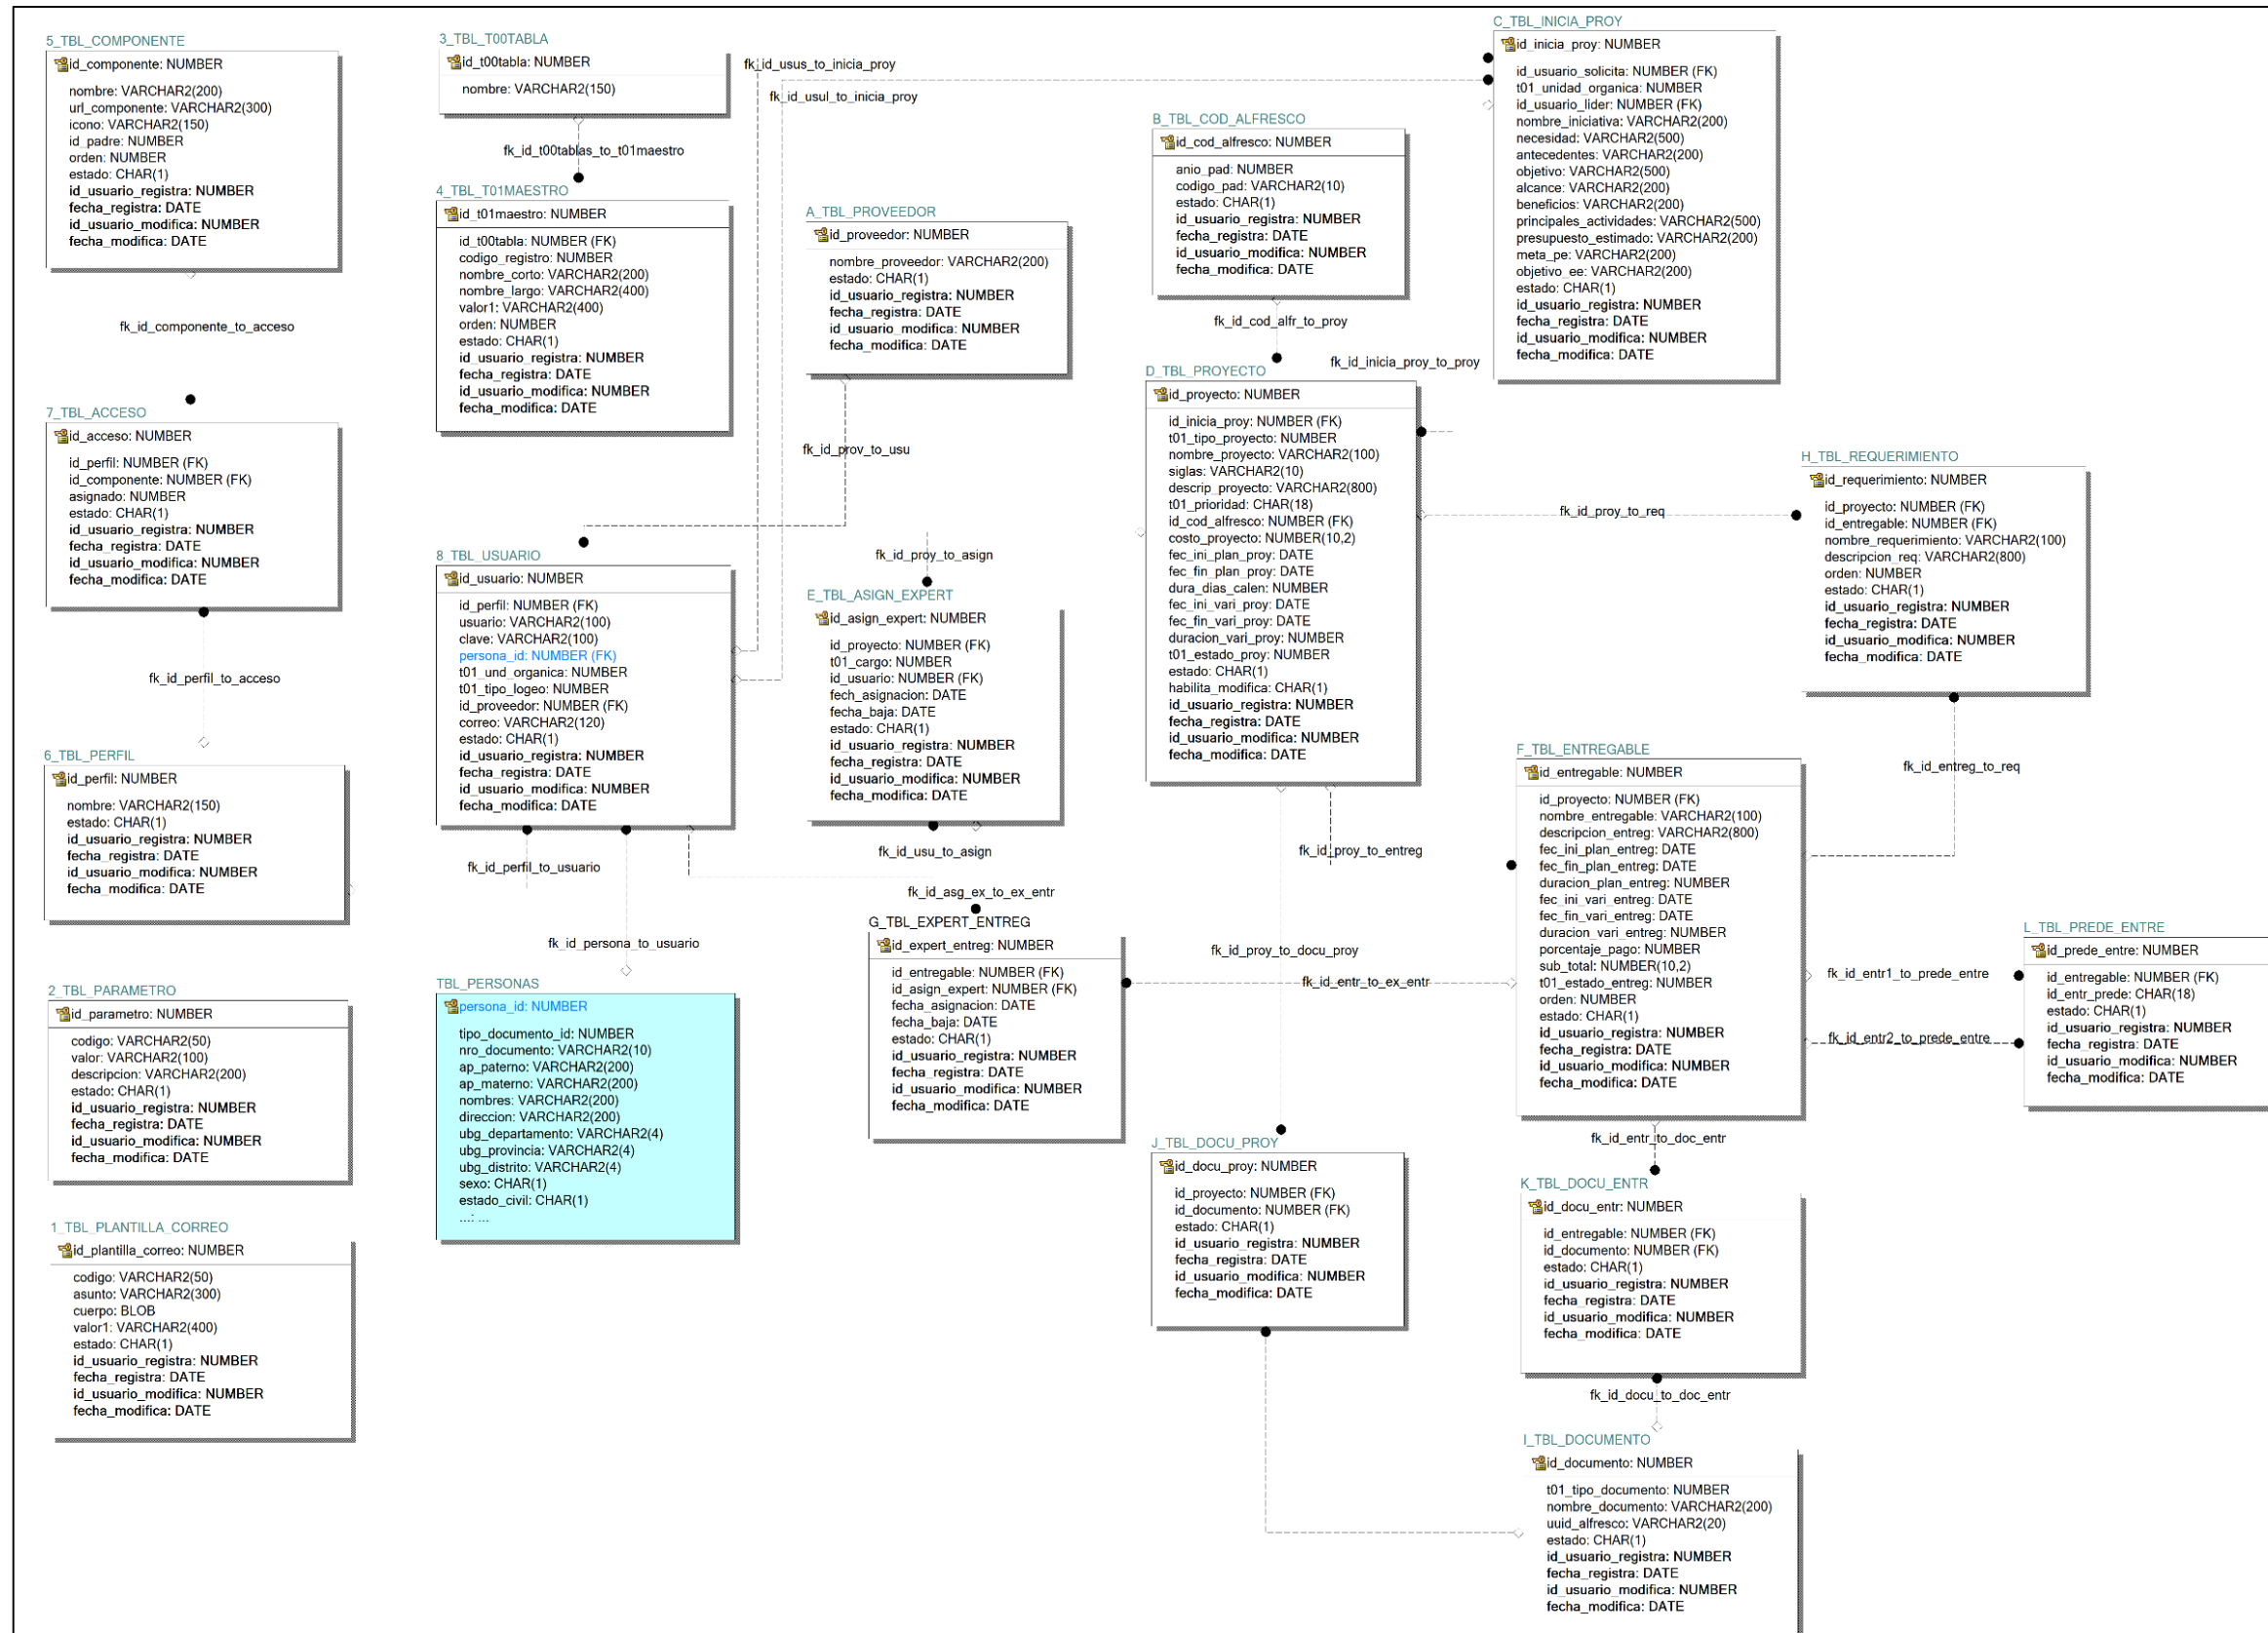 5_TBL_COMPONENTE
id_componente: NUMBER
nombre: VARCHAR2(200)
url_componente: VARCHAR2(300)
icono: VARCHAR2(150)
id_padre: NUMBER
orden: NUMBER
estado: CHAR(1)
id_usuario_registra: NUMBER
fecha_registra: DATE
id_usuario_modifica: NUMBER
fecha_modifica: DATE
fk_id_componente_to_acceso
7_TBL_ACCESO
id_acceso: NUMBER
id_perfil: NUMBER (FK)
id_componente: NUMBER (FK)
asignado: NUMBER
estado: CHAR(1)
id_usuario_registra: NUMBER
fecha_registra: DATE
id_usuario_modifica: NUMBER
fecha_modifica: DATE
fk_id_perfil_to_acceso
6_TBL_PERFIL
id_perfil: NUMBER
nombre: VARCHAR2(150)
estado: CHAR(1)
id_usuario_registra: NUMBER
fecha_registra: DATE
id_usuario_modifica: NUMBER
fecha_modifica: DATE
2_TBL_PARAMETRO
id_parametro: NUMBER
codigo: VARCHAR2(50)
valor: VARCHAR2(100)
descripcion: VARCHAR2(200)
estado: CHAR(1)
id_usuario_registra: NUMBER
fecha_registra: DATE
id_usuario_modifica: NUMBER
fecha_modifica: DATE
1_TBL_PLANTILLA_CORREO
id_plantilla_correo: NUMBER
codigo: VARCHAR2(50)
asunto: VARCHAR2(300)
cuerpo: BLOB
valor1: VARCHAR2(400)
estado: CHAR(1)
id_usuario_registra: NUMBER
fecha_registra: DATE
id_usuario_modifica: NUMBER
fecha_modifica: DATE
3_TBL_T00TABLA
id_t00tabla: NUMBER
nombre: VARCHAR2(150)
fk_id_t00tablas_to_t01maestro
4_TBL_T01MAESTRO
id_t01maestro: NUMBER
id_t00tabla: NUMBER (FK)
codigo_registro: NUMBER
nombre_corto: VARCHAR2(200)
nombre_largo: VARCHAR2(400)
valor1: VARCHAR2(400)
orden: NUMBER
estado: CHAR(1)
id_usuario_registra: NUMBER
fecha_registra: DATE
id_usuario_modifica: NUMBER
fecha_modifica: DATE
8_TBL_USUARIO
id_usuario: NUMBER
id_perfil: NUMBER (FK)
usuario: VARCHAR2(100)
clave: VARCHAR2(100)
persona_id: NUMBER (FK)
t01_und_organica: NUMBER
t01_tipo_logeo: NUMBER
id_proveedor: NUMBER (FK)
correo: VARCHAR2(120)
estado: CHAR(1)
id_usuario_registra: NUMBER
fecha_registra: DATE
id_usuario_modifica: NUMBER
fecha_modifica: DATE
fk_id_perfil_to_usuario
fk_id_persona_to_usuario
TBL_PERSONAS
persona_id: NUMBER
tipo_documento_id: NUMBER
nro_documento: VARCHAR2(10)
ap_paterno: VARCHAR2(200)
ap_materno: VARCHAR2(200)
nombres: VARCHAR2(200)
direccion: VARCHAR2(200)
ubg_departamento: VARCHAR2(4)
ubg_provincia: VARCHAR2(4)
ubg_distrito: VARCHAR2(4)
sexo: CHAR(1)
estado_civil: CHAR(1)
....: ...
fk_id_usus_to_inicia_proy
fk_id_usul_to_inicia_proy
A_TBL_PROVEEDOR
id_proveedor: NUMBER
nombre_proveedor: VARCHAR2(200)
estado: CHAR(1)
id_usuario_registra: NUMBER
fecha_registra: DATE
id_usuario_modifica: NUMBER
fecha_modifica: DATE
fk_id_prov_to_usu
fk_id_proy_to_asign
E_TBL_ASIGN_EXPERT
id_asign_expert: NUMBER
id_proyecto: NUMBER (FK)
t01_cargo: NUMBER
id_usuario: NUMBER (FK)
fech_asignacion: DATE
fecha_baja: DATE
estado: CHAR(1)
id_usuario_registra: NUMBER
fecha_registra: DATE
id_usuario_modifica: NUMBER
fecha_modifica: DATE
fk_id_usu_to_asign
fk_id_asg_ex_to_ex_entr
G_TBL_EXPERT_ENTREG
id_expert_entreg: NUMBER
id_entregable: NUMBER (FK)
id_asign_expert: NUMBER (FK)
fecha_asignacion: DATE
fecha_baja: DATE
estado: CHAR(1)
id_usuario_registra: NUMBER
fecha_registra: DATE
id_usuario_modifica: NUMBER
fecha_modifica: DATE
B_TBL_COD_ALFRESCO
id_cod_alfresco: NUMBER
anio_pad: NUMBER
codigo_pad: VARCHAR2(10)
estado: CHAR(1)
id_usuario_registra: NUMBER
fecha_registra: DATE
id_usuario_modifica: NUMBER
fecha_modifica: DATE
fk_id_cod_alfr_to_proy
fk_id_inicia_proy_to_proy
D_TBL_PROYECTO
id_proyecto: NUMBER
id_inicia_proy: NUMBER (FK)
t01_tipo_proyecto: NUMBER
nombre_proyecto: VARCHAR2(100)
siglas: VARCHAR2(10)
descrip_proyecto: VARCHAR2(800)
t01_prioridad: CHAR(18)
id_cod_alfresco: NUMBER (FK)
costo_proyecto: NUMBER(10,2)
fec_ini_plan_proy: DATE
fec_fin_plan_proy: DATE
dura_dias_calen: NUMBER
fec_ini_vari_proy: DATE
fec_fin_vari_proy: DATE
duracion_vari_proy: NUMBER
t01_estado_proy: NUMBER
estado: CHAR(1)
habilita_modifica: CHAR(1)
id_usuario_registra: NUMBER
fecha_registra: DATE
id_usuario_modifica: NUMBER
fecha_modifica: DATE
fk_id_proy_to_entreg
fk_id_proy_to_docu_proy
fk_id_entr_to_ex_entr
J_TBL_DOCU_PROY
id_docu_proy: NUMBER
id_proyecto: NUMBER (FK)
id_documento: NUMBER (FK)
estado: CHAR(1)
id_usuario_registra: NUMBER
fecha_registra: DATE
id_usuario_modifica: NUMBER
fecha_modifica: DATE
C_TBL_INICIA_PROY
id_inicia_proy: NUMBER
id_usuario_solicita: NUMBER (FK)
t01_unidad_organica: NUMBER
id_usuario_lider: NUMBER (FK)
nombre_iniciativa: VARCHAR2(200)
necesidad: VARCHAR2(500)
antecedentes: VARCHAR2(200)
objetivo: VARCHAR2(500)
alcance: VARCHAR2(200)
beneficios: VARCHAR2(200)
principales_actividades: VARCHAR2(500)
presupuesto_estimado: VARCHAR2(200)
meta_pe: VARCHAR2(200)
objetivo_ee: VARCHAR2(200)
estado: CHAR(1)
id_usuario_registra: NUMBER
fecha_registra: DATE
id_usuario_modifica: NUMBER
fecha_modifica: DATE
fk_id_proy_to_req
H_TBL_REQUERIMIENTO
id_requerimiento: NUMBER
id_proyecto: NUMBER (FK)
id_entregable: NUMBER (FK)
nombre_requerimiento: VARCHAR2(100)
descripcion_req: VARCHAR2(800)
orden: NUMBER
estado: CHAR(1)
id_usuario_registra: NUMBER
fecha_registra: DATE
id_usuario_modifica: NUMBER
fecha_modifica: DATE
fk_id_entreg_to_req
F_TBL_ENTREGABLE
id_entregable: NUMBER
id_proyecto: NUMBER (FK)
nombre_entregable: VARCHAR2(100)
descripcion_entreg: VARCHAR2(800)
fec_ini_plan_entreg: DATE
fec_fin_plan_entreg: DATE
duracion_plan_entreg: NUMBER
fec_ini_vari_entreg: DATE
fec_fin_vari_entreg: DATE
duracion_vari_entreg: NUMBER
porcentaje_pago: NUMBER
sub_total: NUMBER(10,2)
t01_estado_entreg: NUMBER
orden: NUMBER
estado: CHAR(1)
id_usuario_registra: NUMBER
fecha_registra: DATE
id_usuario_modifica: NUMBER
fecha_modifica: DATE
fk_id_entr1_to_prede_entre
fk_id_entr2_to_prede_entre
L_TBL_PREDE_ENTRE
id_prede_entre: NUMBER
id_entregable: NUMBER (FK)
id_entr_prede: CHAR(18)
estado: CHAR(1)
id_usuario_registra: NUMBER
fecha_registra: DATE
id_usuario_modifica: NUMBER
fecha_modifica: DATE
fk_id_entr_to_doc_entr
K_TBL_DOCU_ENTR
id_docu_entr: NUMBER
id_entregable: NUMBER (FK)
id_documento: NUMBER (FK)
estado: CHAR(1)
id_usuario_registra: NUMBER
fecha_registra: DATE
id_usuario_modifica: NUMBER
fecha_modifica: DATE
fk_id_docu_to_doc_entr
I_TBL_DOCUMENTO
id_documento: NUMBER
t01_tipo_documento: NUMBER
nombre_documento: VARCHAR2(200)
uuid_alfresco: VARCHAR2(20)
estado: CHAR(1)
id_usuario_registra: NUMBER
fecha_registra: DATE
id_usuario_modifica: NUMBER
fecha_modifica: DATE